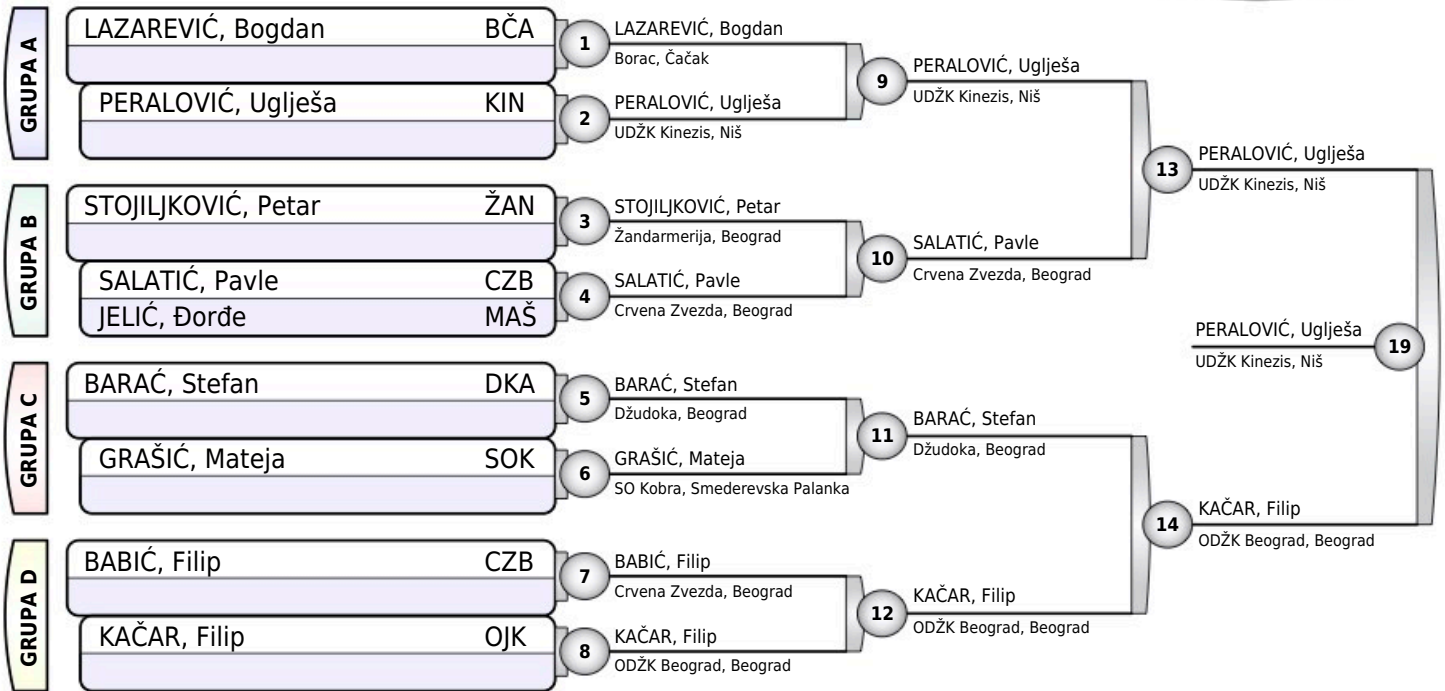 GRUPA A
LAZAREVIĆ, Bogdan BČA
PERALOVIĆ, Uglješa KIN
1
LAZAREVIĆ, Bogdan
Borac, Čačak
2
PERALOVIĆ, Uglješa
UDŽK Kinezis, Niš
9
PERALOVIĆ, Uglješa
UDŽK Kinezis, Niš
GRUPA B
STOJILJKOVIĆ, Petar ŽAN
SALATIĆ, Pavle CZB
JELIĆ, Đorđe MAŠ
3
STOJILJKOVIĆ, Petar
Žandarmerija, Beograd
4
SALATIĆ, Pavle
Crvena Zvezda, Beograd
10
SALATIĆ, Pavle
Crvena Zvezda, Beograd
13
PERALOVIĆ, Uglješa
UDŽK Kinezis, Niš
GRUPA C
BARAĆ, Stefan DKA
GRAŠIĆ, Mateja SOK
5
BARAĆ, Stefan
Džudoka, Beograd
6
GRAŠIĆ, Mateja
SO Kobra, Smederevska Palanka
11
BARAĆ, Stefan
Džudoka, Beograd
GRUPA D
BABIĆ, Filip CZB
KAČAR, Filip OJK
7
BABIĆ, Filip
Crvena Zvezda, Beograd
8
KAČAR, Filip
ODŽK Beograd, Beograd
12
KAČAR, Filip
ODŽK Beograd, Beograd
14
KAČAR, Filip
ODŽK Beograd, Beograd
PERALOVIĆ, Uglješa
UDŽK Kinezis, Niš
19